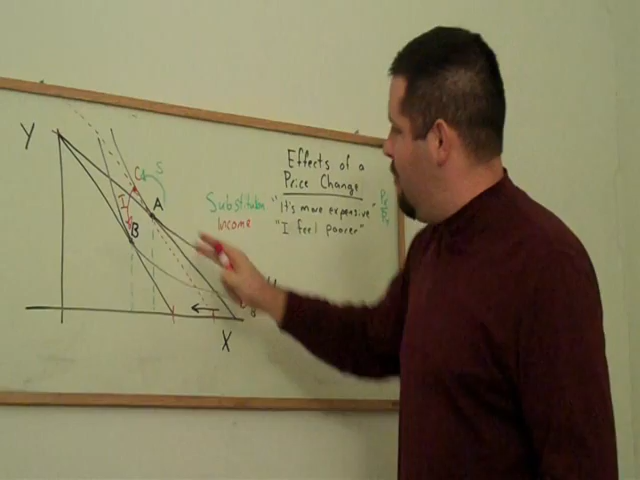 Effects of a
Price Change
Substitution "It's more expensive"
Income "I feel poorer"
Y
C
S
I
A
B
X